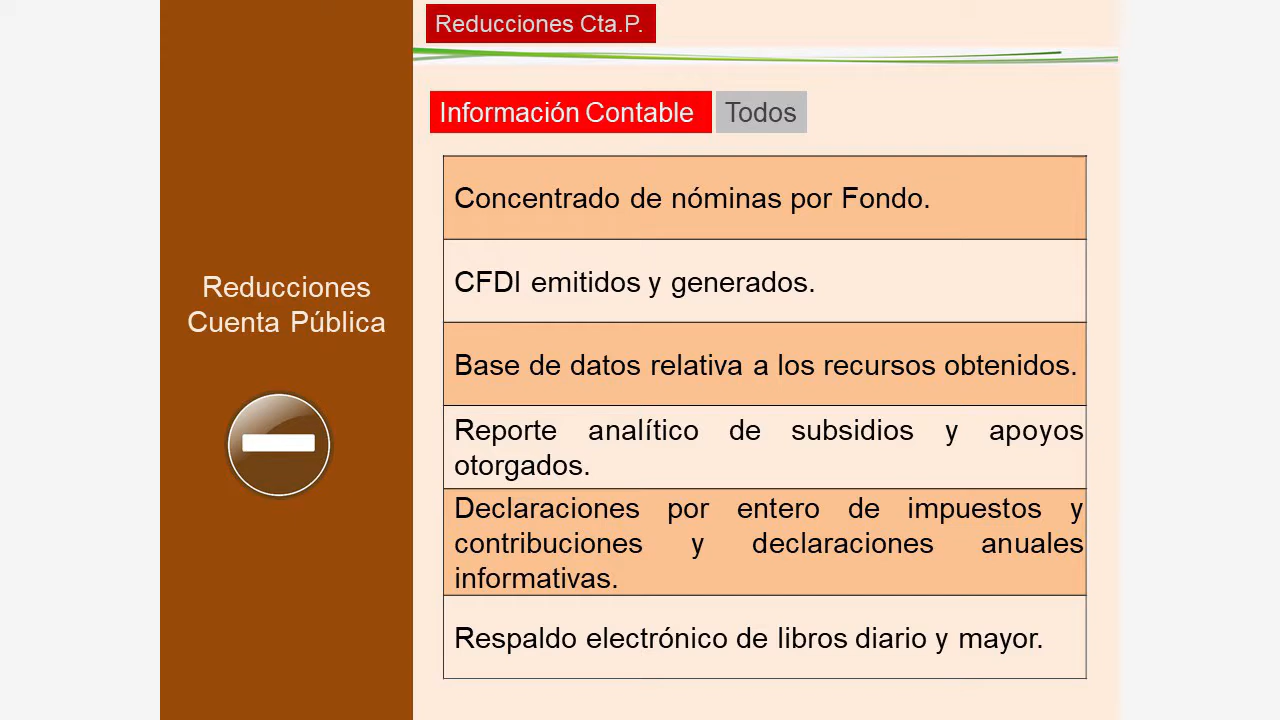 Reducciones Cta.P.
Información Contable
Todos
Reducciones
Cuenta Pública
Concentrado de nóminas por Fondo.
CFDI emitidos y generados.
Base de datos relativa a los recursos obtenidos.
Reporte analítico de subsidios y apoyos
otorgados.
Declaraciones por entero de impuestos y
contribuciones y declaraciones anuales
informativas.
Respaldo electrónico de libros diario y mayor.